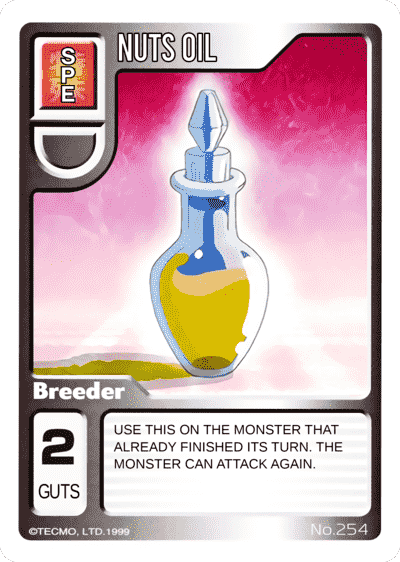 SPE
NUTS OIL
Breeder
2
GUTS
USE THIS ON THE MONSTER THAT
ALREADY FINISHED ITS TURN. THE
MONSTER CAN ATTACK AGAIN.
©TECMO, LTD.1999
No.254